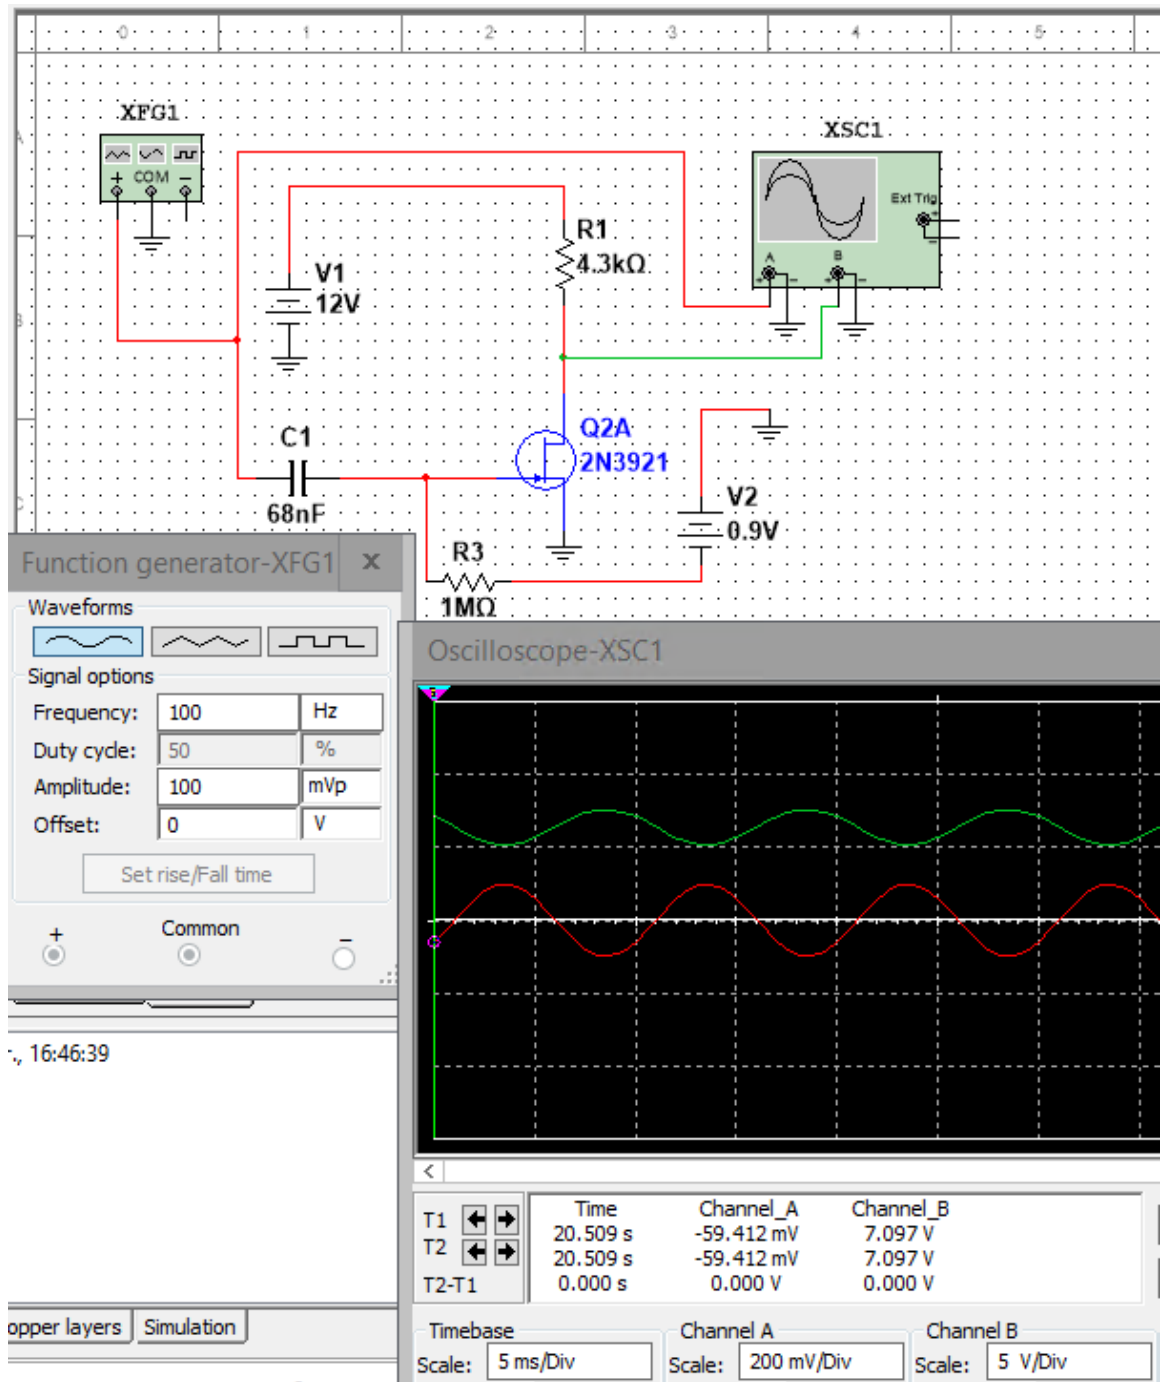 0 1 2 3 4 5
A
XFG1
XSC1
+ COM −
Ext Trig
+
−
A B
+ − + −
R1
4.3kΩ
V1
12V
B
C1
68nF
Q2A
2N3921
V2
0.9V
C
R3
1MΩ
Function generator-XFG1 x
Waveforms
Signal options
Frequency: 100 Hz
Duty cycle: 50 %
Amplitude: 100 mVp
Offset: 0 V
Set rise/Fall time
+ Common −
Oscilloscope-XSC1
., 16:46:39
<
Time Channel_A Channel_B
T1 20.509 s -59.412 mV 7.097 V
T2 20.509 s -59.412 mV 7.097 V
T2-T1 0.000 s 0.000 V 0.000 V
opper layers Simulation
Timebase Channel A Channel B
Scale: 5 ms/Div Scale: 200 mV/Div Scale: 5 V/Div